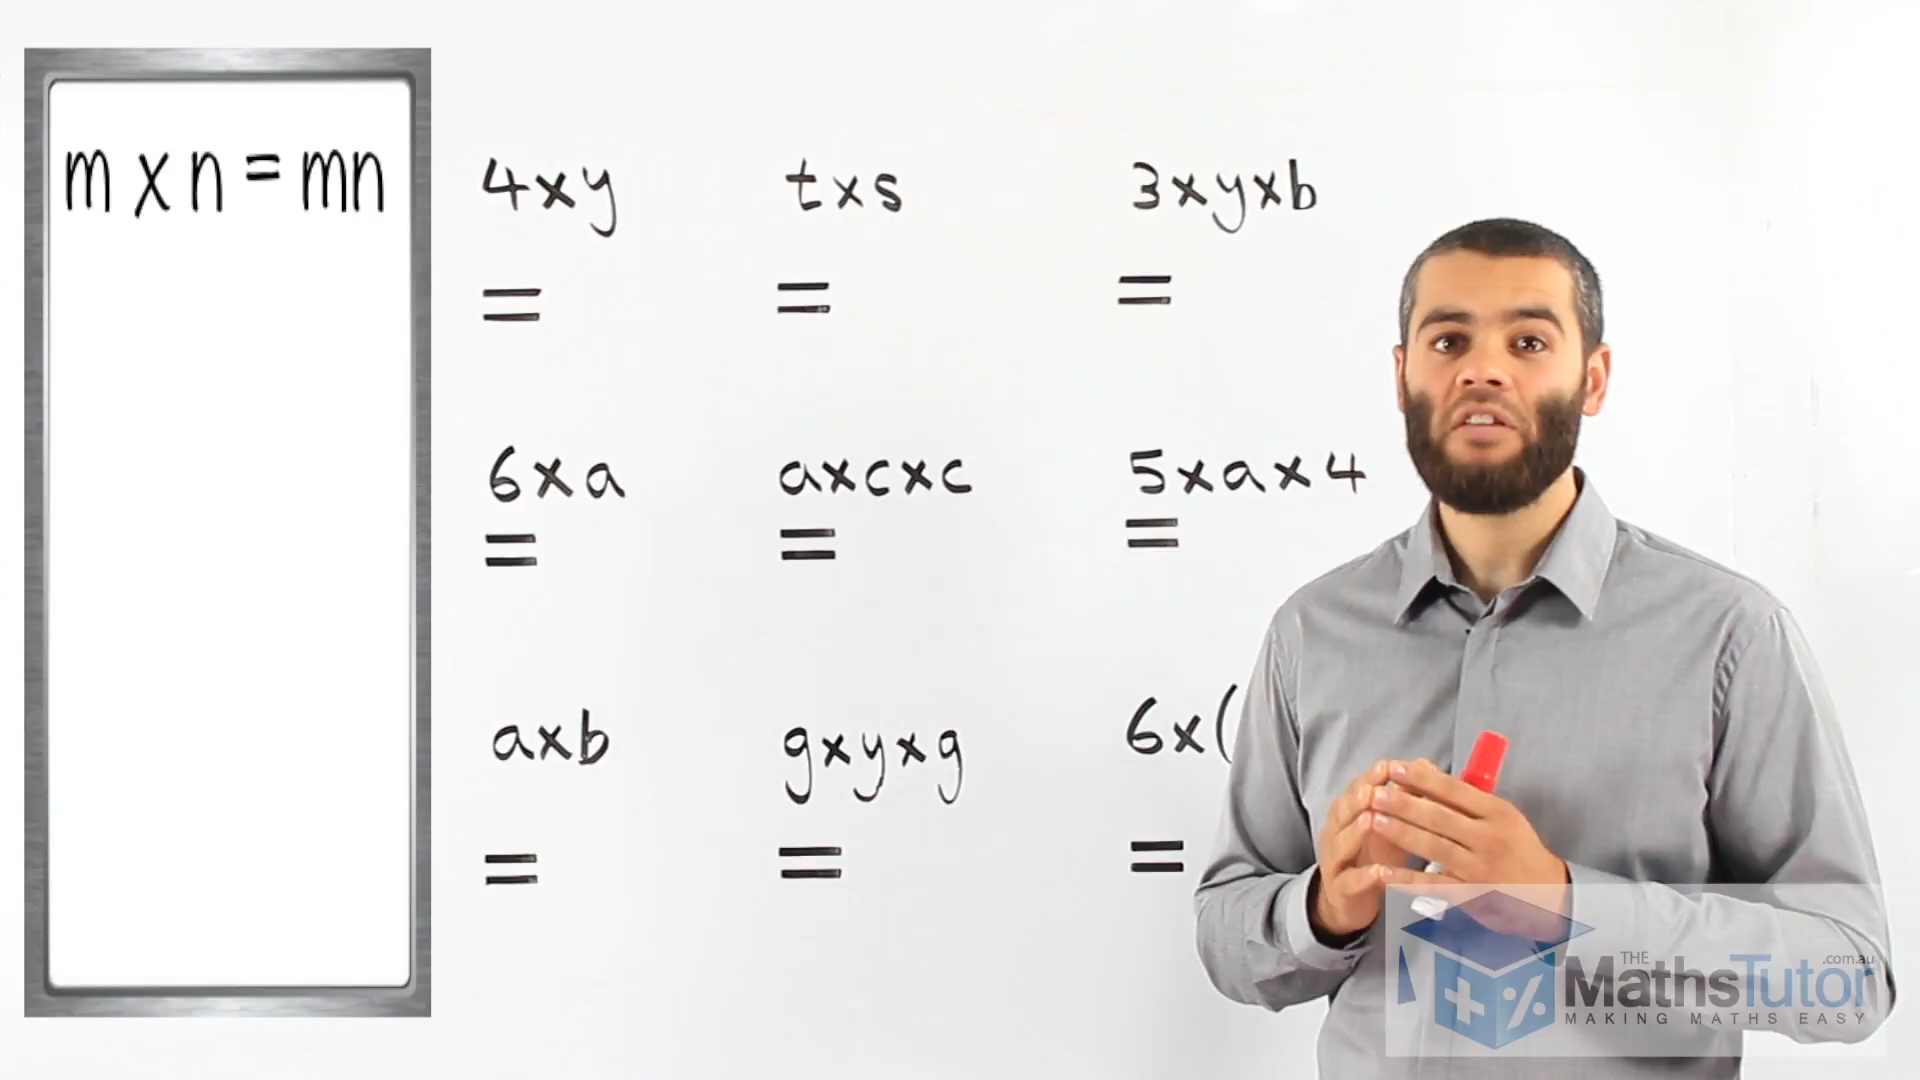 m x n = mn
4xy
=
txs
=
3xyxb
=
6xa
=
axcxc
=
5xax4
=
axb
=
gxyxg
=
6x(
=
THE
MathsTutor
.com.au
MAKING MATHS EASY